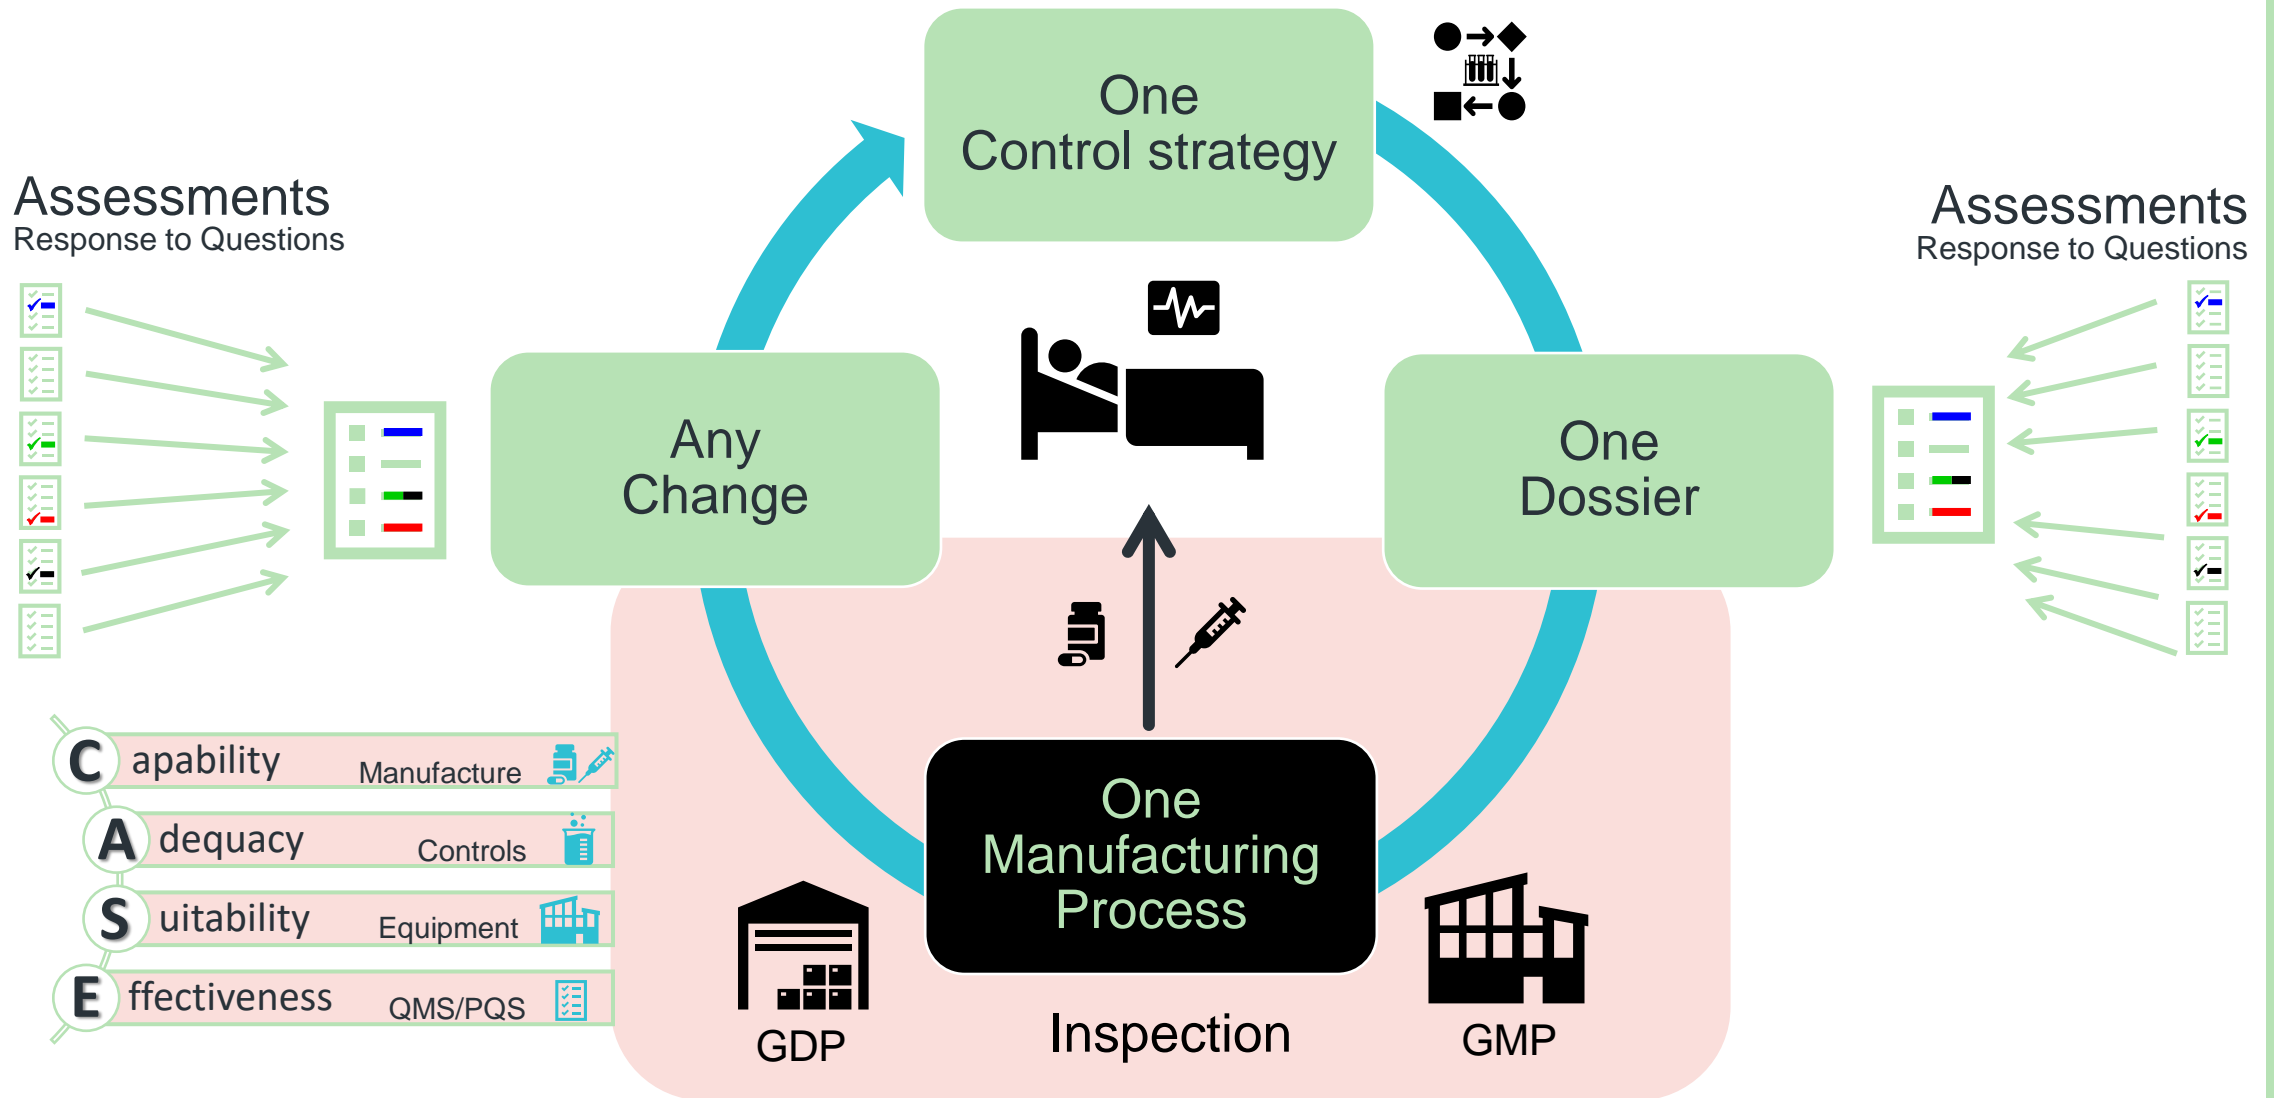 One
Control strategy
Assessments
Response to Questions
Assessments
Response to Questions
Any
Change
One
Dossier
One
Manufacturing
Process
C apability Manufacture
A dequacy Controls
S uitability Equipment
E ffectiveness QMS/PQS
GDP
Inspection
GMP